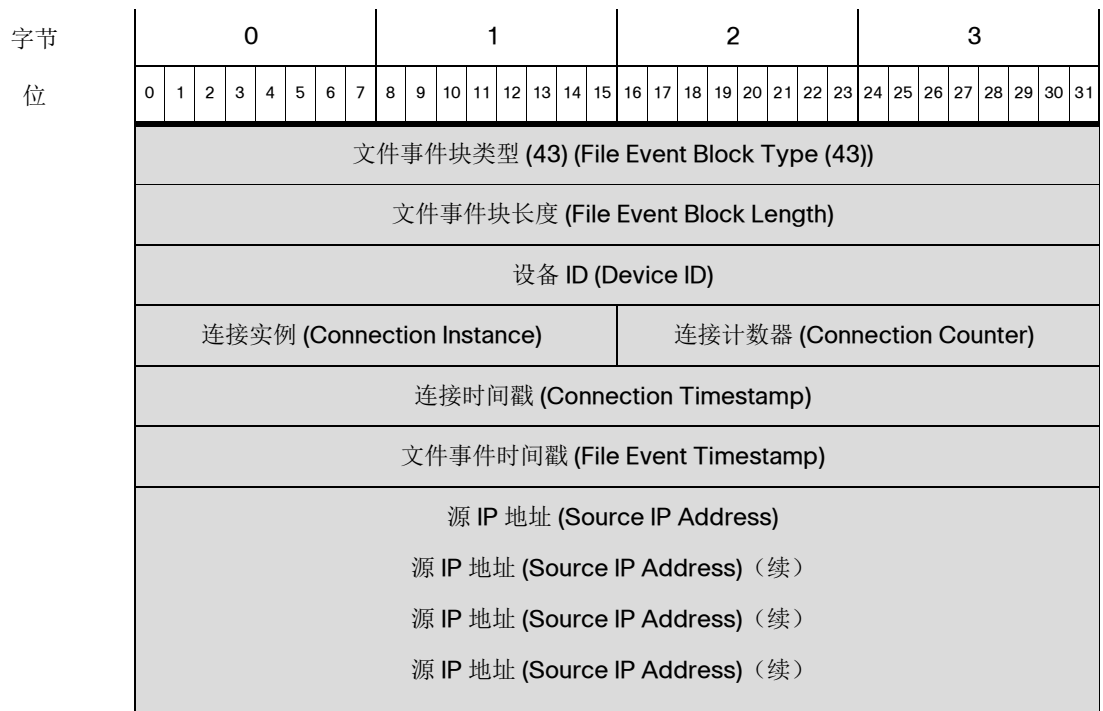 字节 0 1 2 3
位 0 1 2 3 4 5 6 7 8 9 10 11 12 13 14 15 16 17 18 19 20 21 22 23 24 25 26 27 28 29 30 31
文件事件块类型 (43) (File Event Block Type (43))
文件事件块长度 (File Event Block Length)
设备 ID (Device ID)
连接实例 (Connection Instance) 连接计数器 (Connection Counter)
连接时间戳 (Connection Timestamp)
文件事件时间戳 (File Event Timestamp)
源 IP 地址 (Source IP Address)
源 IP 地址 (Source IP Address)（续）
源 IP 地址 (Source IP Address)（续）
源 IP 地址 (Source IP Address)（续）